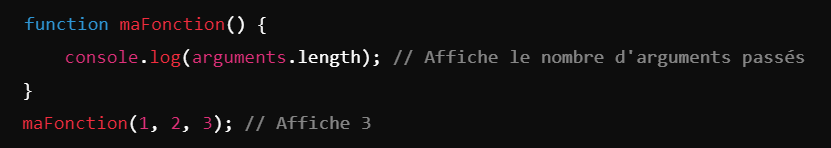 function maFonction() {
    console.log(arguments.length); // Affiche le nombre d'arguments passés
}
maFonction(1, 2, 3); // Affiche 3